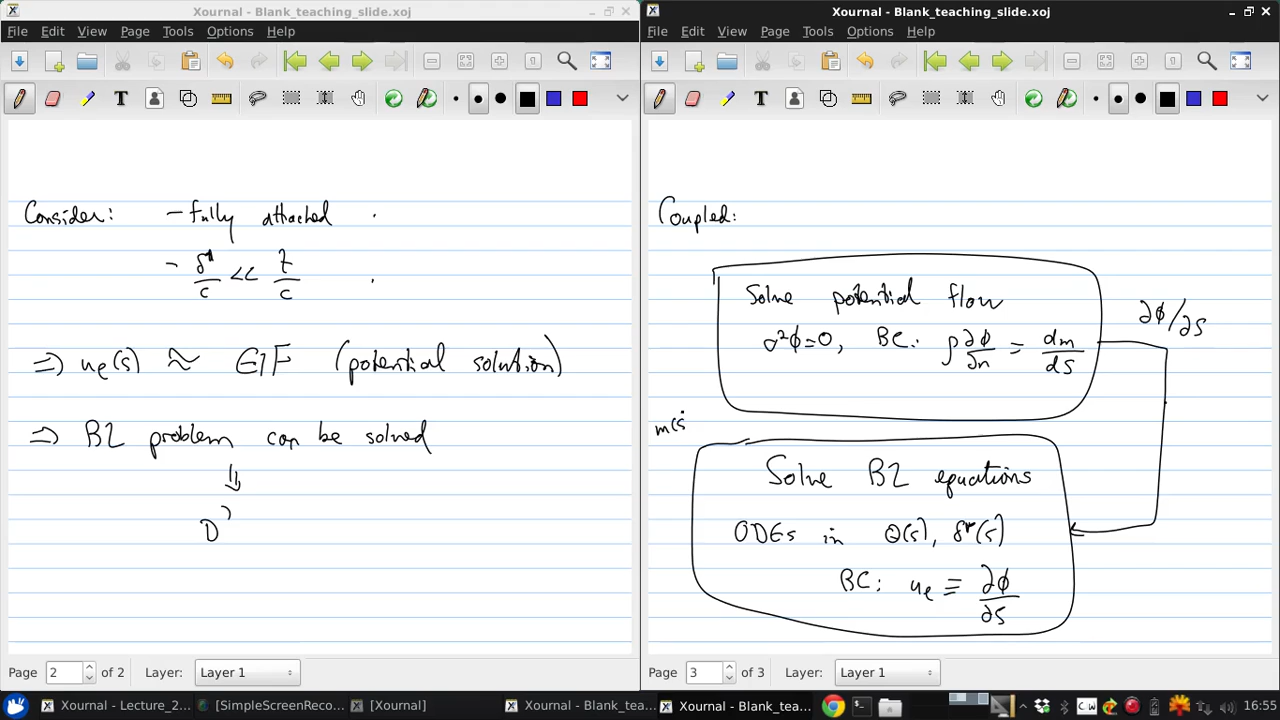 Xournal - Blank_teaching_slide.xoj
File Edit View Page Tools Options Help
Consider: - fully attached
- δ*/c << t/c
⇒ ue(s) ≈ EIF (potential solution)
⇒ BL problem can be solved
⇓
D'
Page 2 of 2 Layer: Layer 1
Xournal - Blank_teaching_slide.xoj
File Edit View Page Tools Options Help
Coupled:
Solve potential flow
∇²φ=0, BC: ρ ∂φ/∂n = dm/ds
∂φ/∂s
m(s
Solve BL equations
ODEs in θ(s), δ*(s)
BC: ue ≡ ∂φ/∂s
Page 3 of 3 Layer: Layer 1
Xournal - Lecture_2... [SimpleScreenReco... [Xournal] Xournal - Blank_tea... Xournal - Blank_tea... CW 16:55